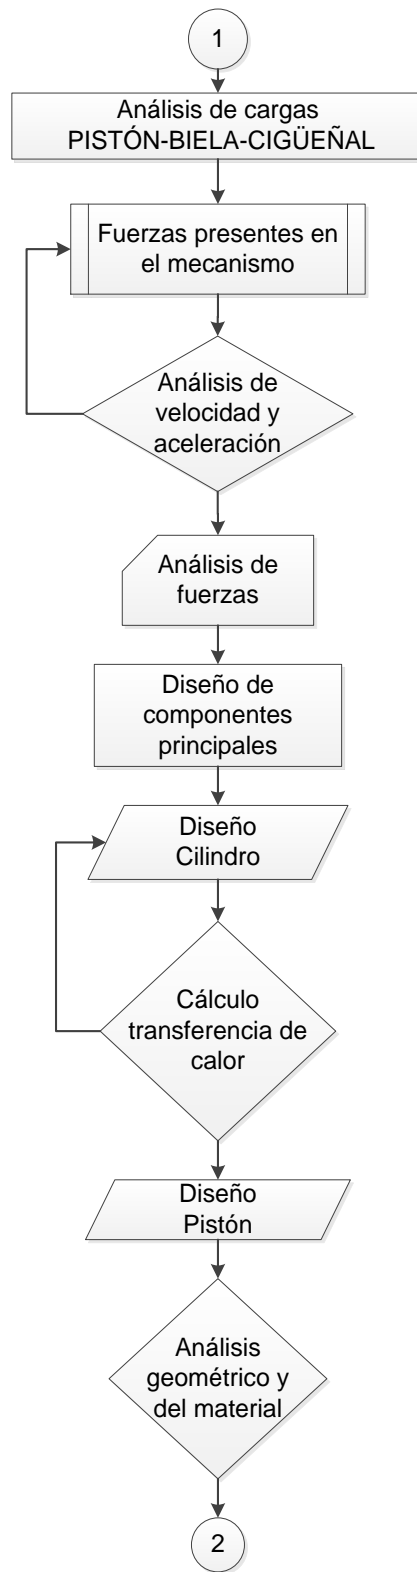 1
Análisis de cargas
PISTÓN-BIELA-CIGÜEÑAL
Fuerzas presentes en
el mecanismo
Análisis de
velocidad y
aceleración
Análisis de
fuerzas
Diseño de
componentes
principales
Diseño
Cilindro
Cálculo
transferencia de
calor
Diseño
Pistón
Análisis
geométrico y
del material
2